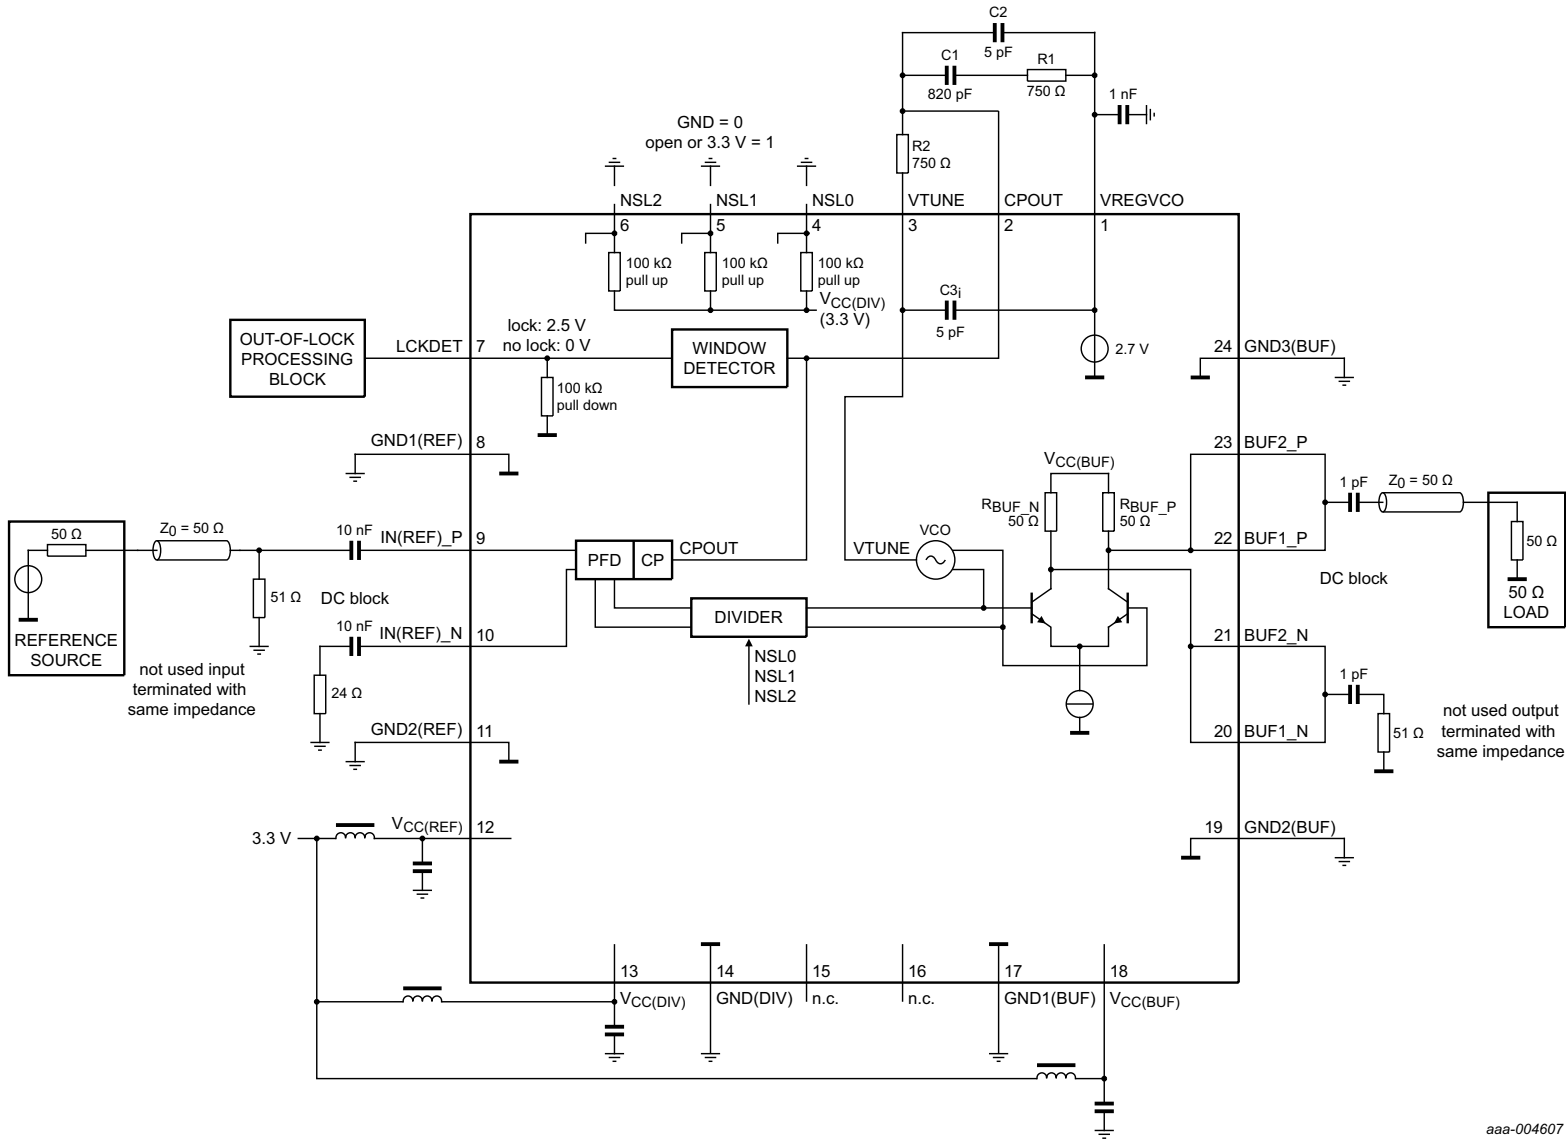 C2
5 pF
C1
R1
820 pF
750 Ω
1 nF
GND = 0
open or 3.3 V = 1
R2
750 Ω
NSL2
NSL1
NSL0
VTUNE
CPOUT
VREGVCO
6
5
4
3
2
1
100 kΩ
pull up
100 kΩ
pull up
100 kΩ
pull up
VCC(DIV)
(3.3 V)
C3i
5 pF
2.7 V
OUT-OF-LOCK
PROCESSING
BLOCK
LCKDET
7
lock: 2.5 V
no lock: 0 V
WINDOW
DETECTOR
100 kΩ
pull down
24
GND3(BUF)
GND1(REF)
8
23
BUF2_P
VCC(BUF)
RBUF_N
50 Ω
RBUF_P
50 Ω
1 pF
Z0 = 50 Ω
50 Ω
Z0 = 50 Ω
10 nF
IN(REF)_P
9
PFD
CP
CPOUT
VTUNE
VCO
22
BUF1_P
50 Ω
50 Ω
LOAD
DC block
51 Ω
DC block
REFERENCE
SOURCE
10 nF
IN(REF)_N
10
DIVIDER
NSL0
NSL1
NSL2
21
BUF2_N
not used input
terminated with
same impedance
24 Ω
1 pF
GND2(REF)
11
20
BUF1_N
51 Ω
not used output
terminated with
same impedance
3.3 V
VCC(REF)
12
19
GND2(BUF)
13
14
15
16
17
18
VCC(DIV)
GND(DIV)
n.c.
n.c.
GND1(BUF)
VCC(BUF)
aaa-004607